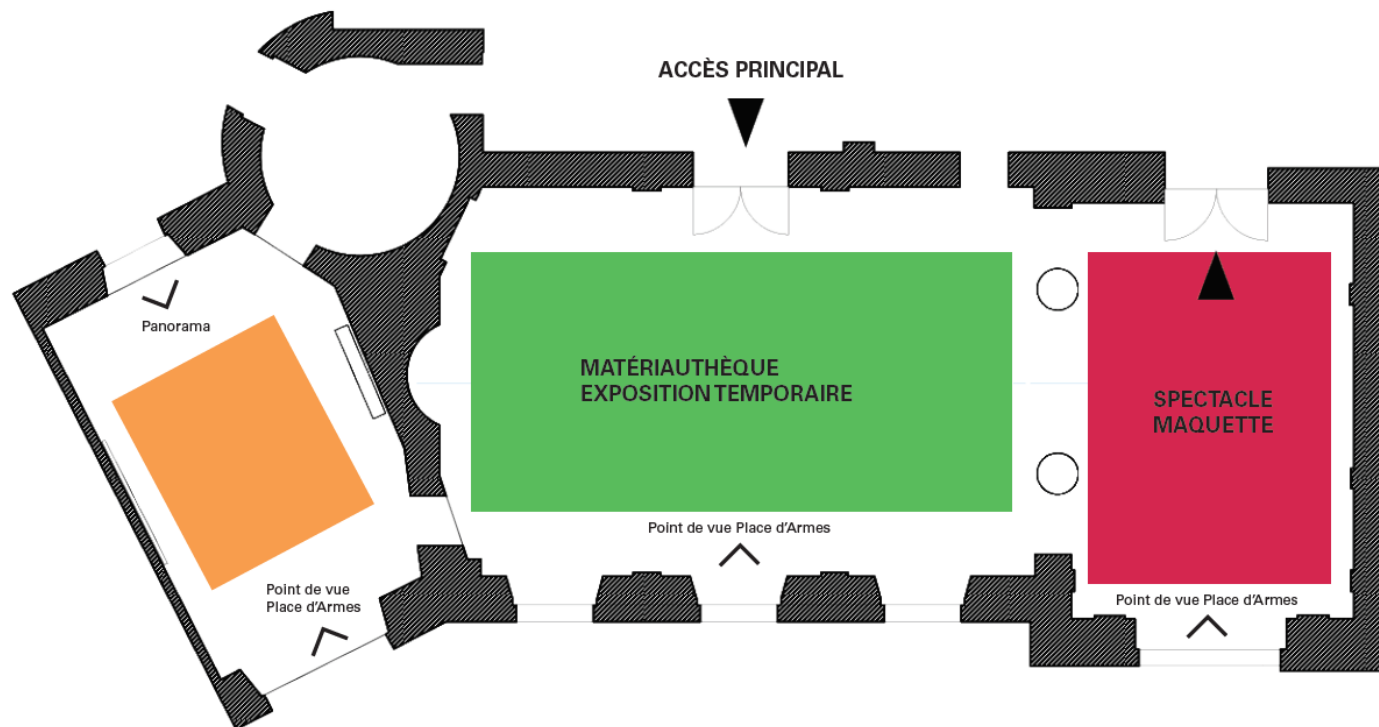 ACCÈS PRINCIPAL
Panorama
MATÉRIAUTHÈQUE
EXPOSITION TEMPORAIRE
SPECTACLE
MAQUETTE
Point de vue Place d'Armes
Point de vue
Place d'Armes
Point de vue Place d'Armes